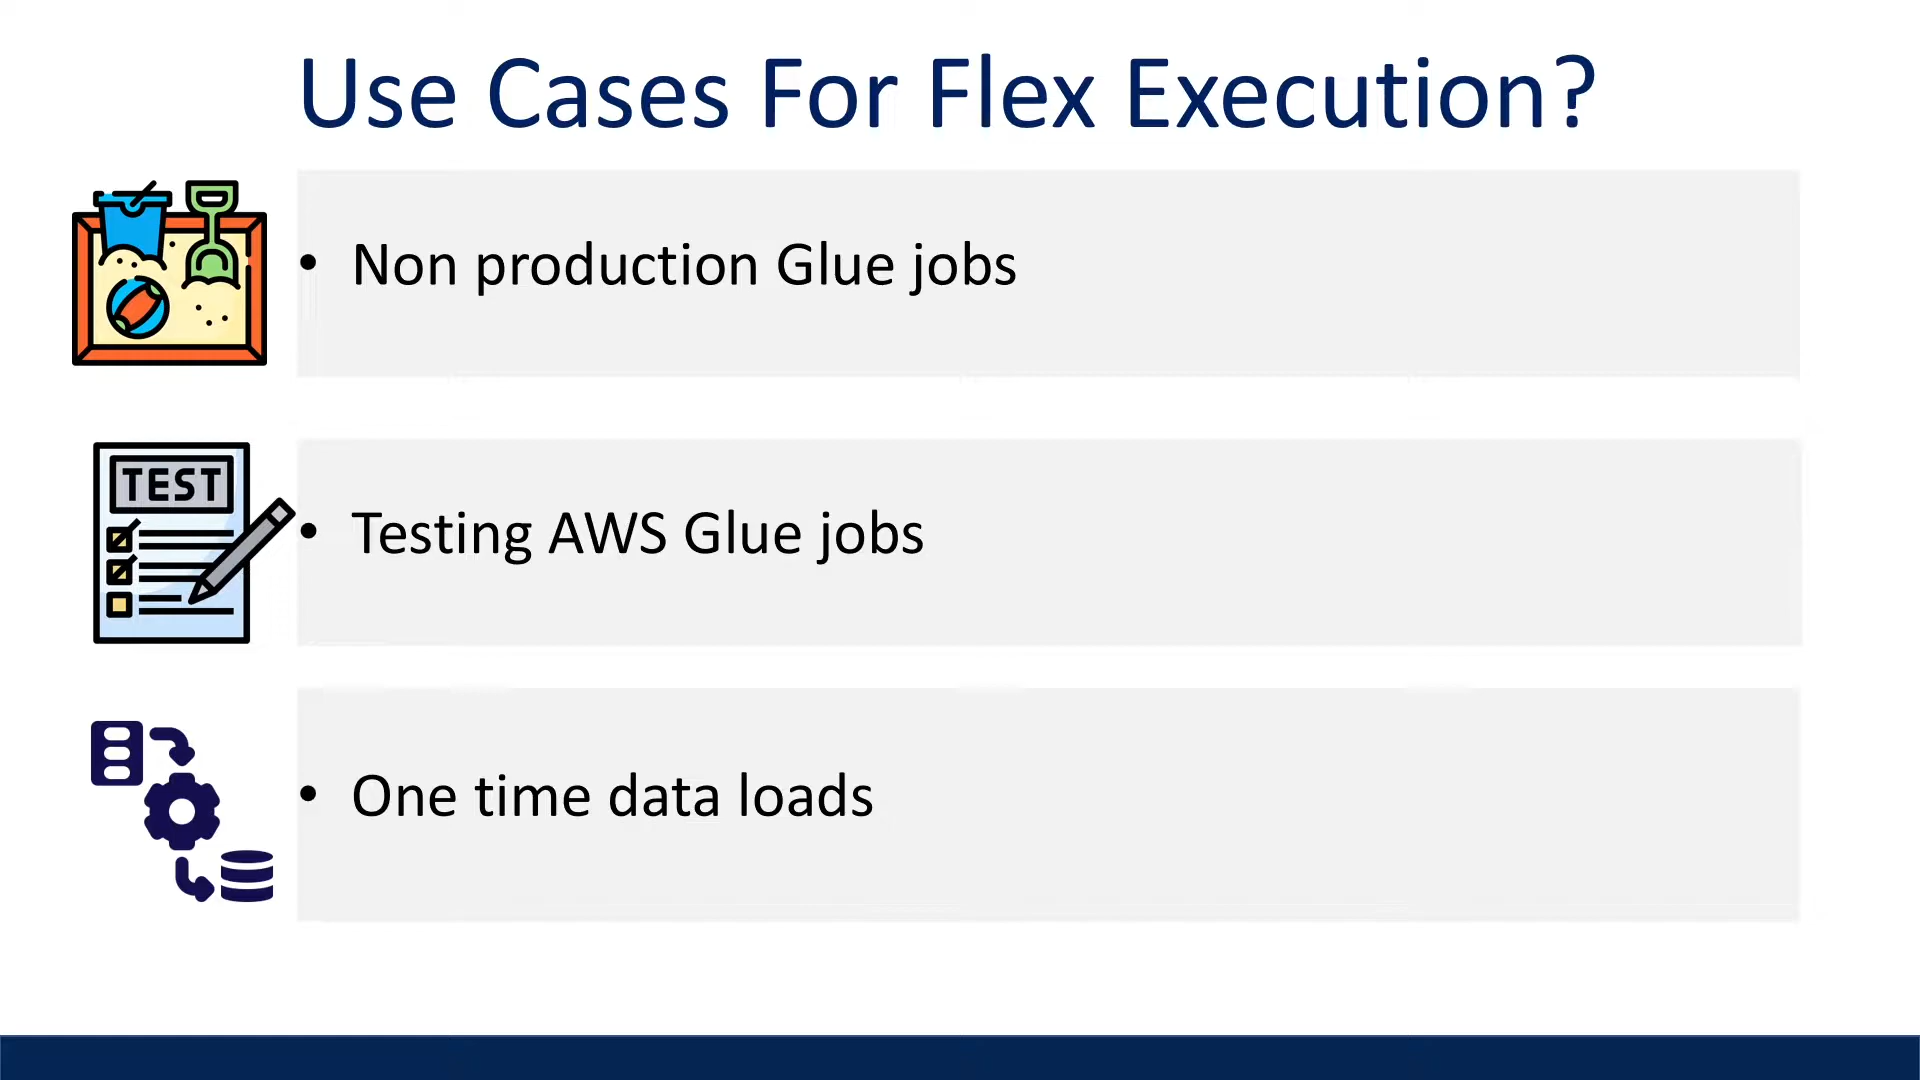 Use Cases For Flex Execution?
• Non production Glue jobs
TEST
• Testing AWS Glue jobs
• One time data loads